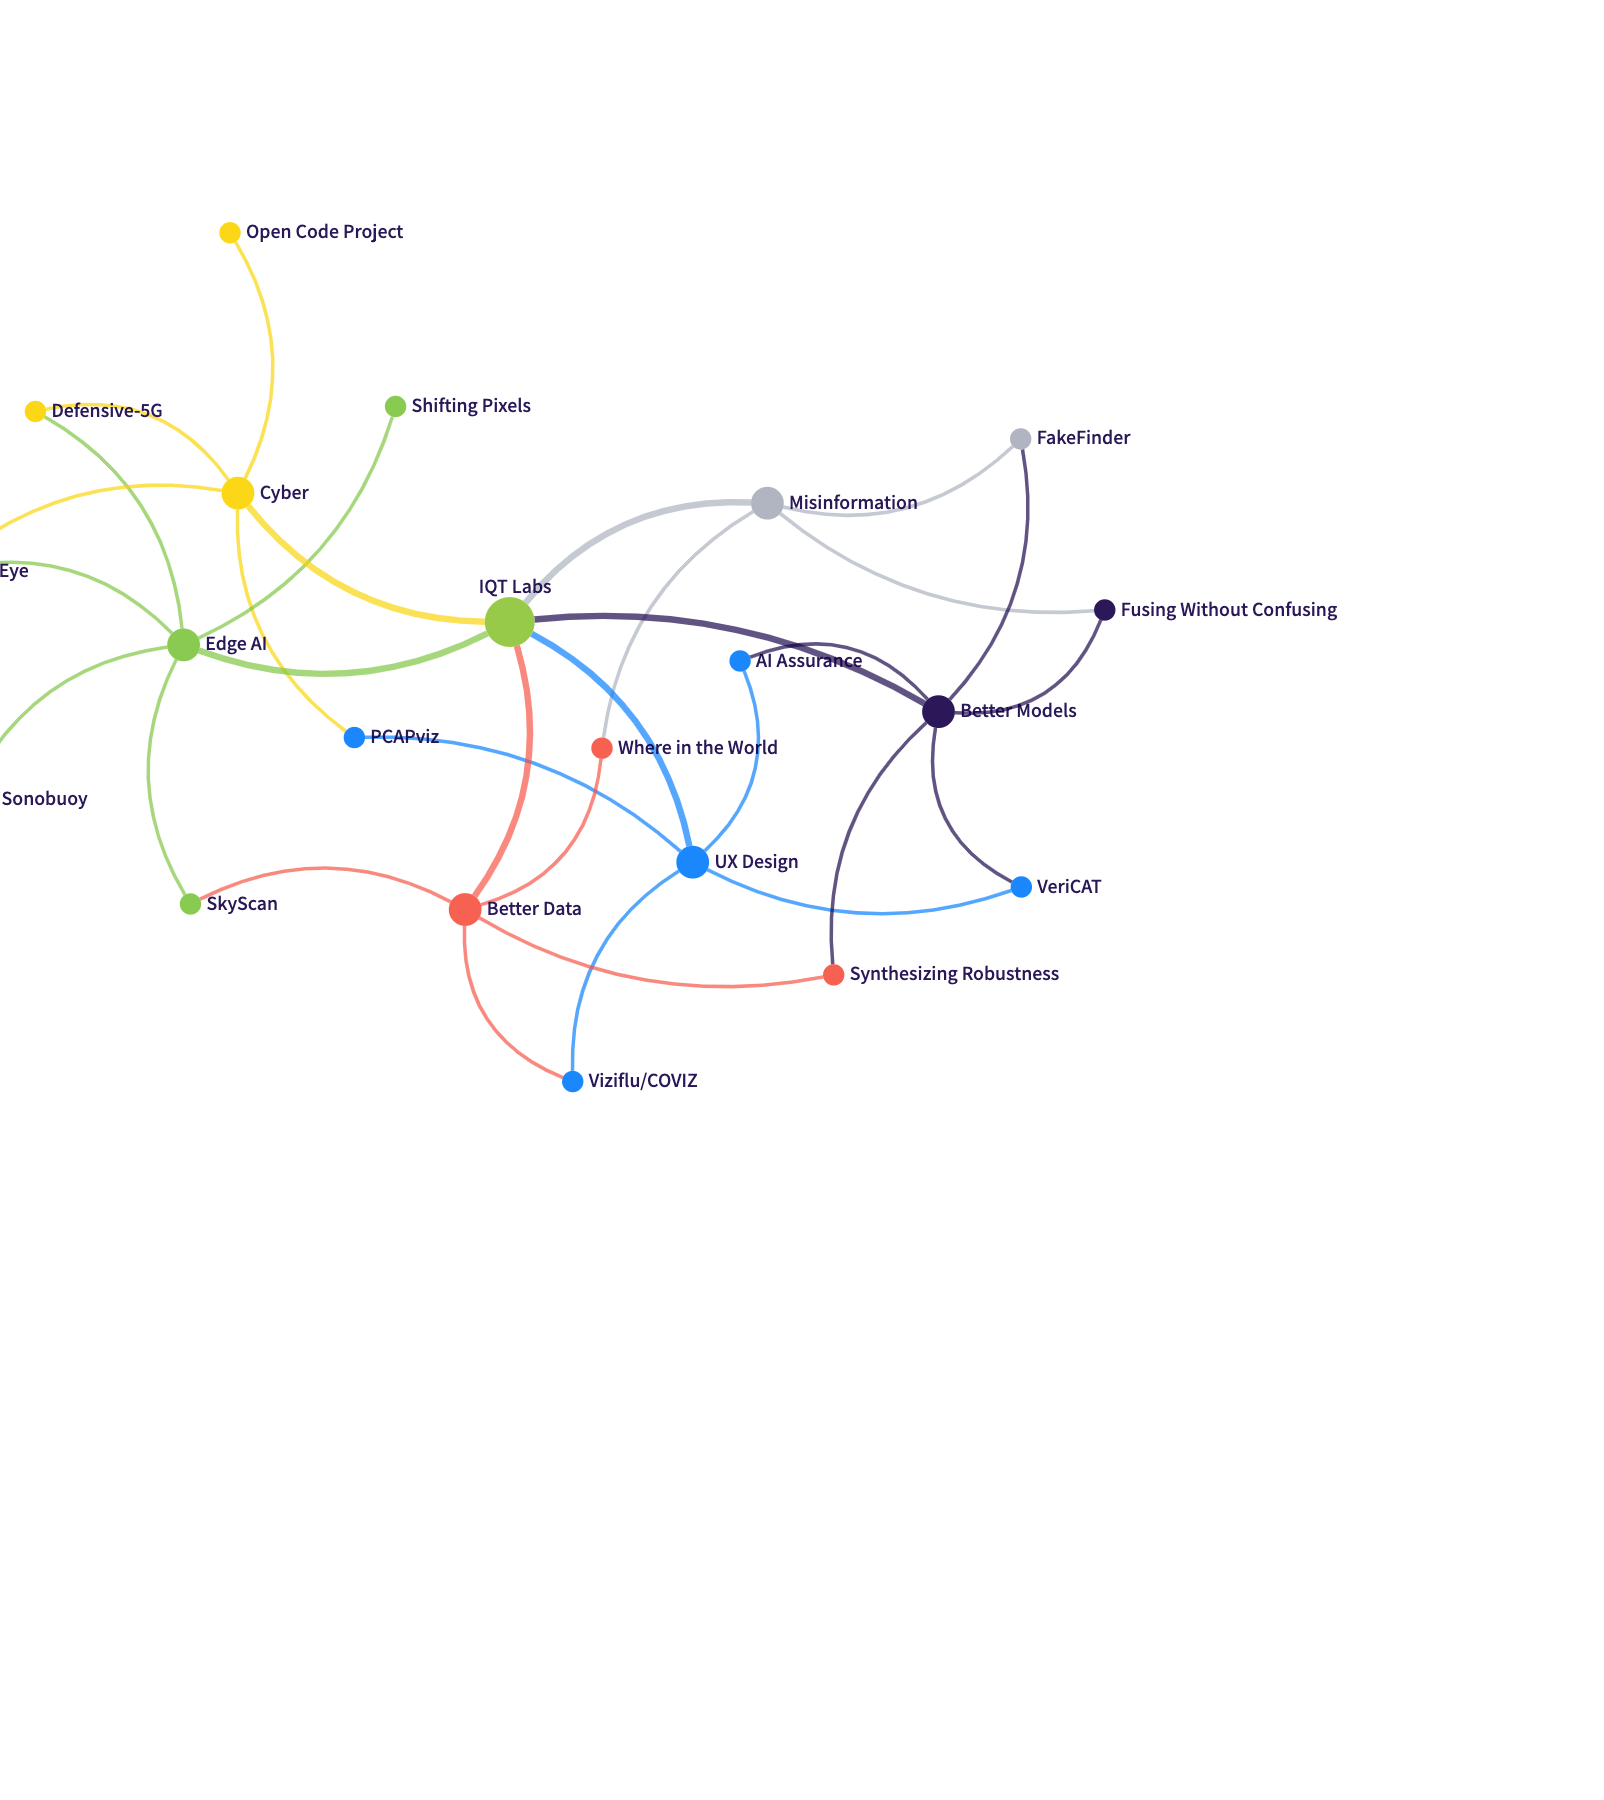 Open Code Project
Shifting Pixels
Defensive-5G
FakeFinder
Cyber
Misinformation
Eye
IQT Labs
Fusing Without Confusing
Edge AI
AI Assurance
Better Models
PCAPviz
Where in the World
Sonobuoy
UX Design
VeriCAT
SkyScan
Better Data
Synthesizing Robustness
Viziflu/COVIZ